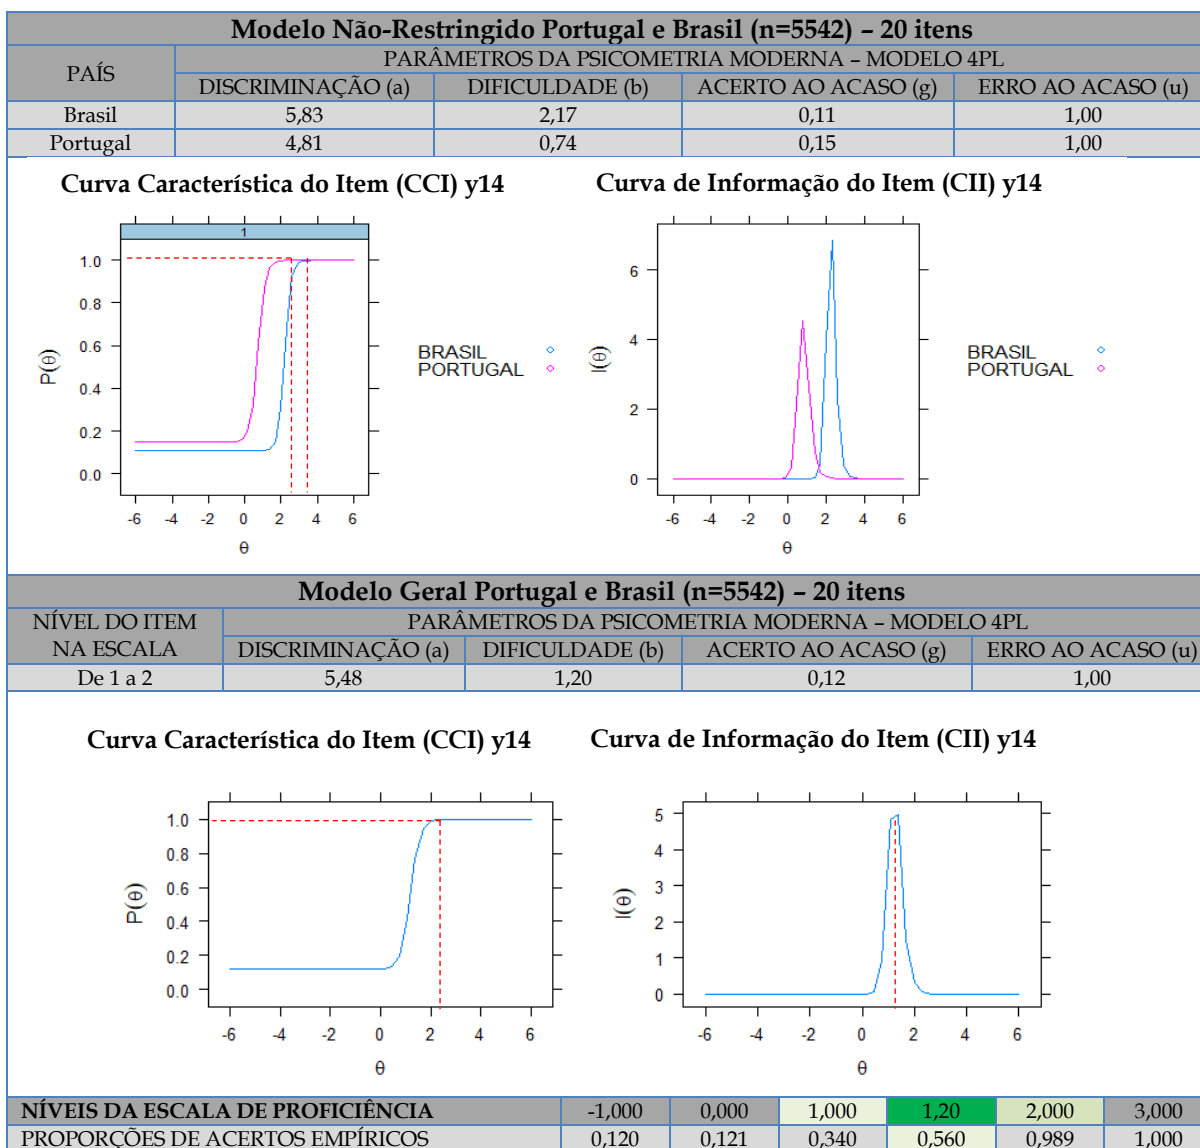 Modelo Não-Restringido Portugal e Brasil (n=5542) – 20 itens
PAÍS
PARÂMETROS DA PSICOMETRIA MODERNA – MODELO 4PL
DISCRIMINAÇÃO (a) DIFICULDADE (b) ACERTO AO ACASO (g) ERRO AO ACASO (u)
Brasil 5,83 2,17 0,11 1,00
Portugal 4,81 0,74 0,15 1,00
Curva Característica do Item (CCI) y14
1
1.0
0.8
0.6
0.4
0.2
0.0
P(θ)
-6 -4 -2 0 2 4 6
θ
BRASIL
PORTUGAL
Curva de Informação do Item (CII) y14
6
4
2
0
I(θ)
-6 -4 -2 0 2 4 6
θ
BRASIL
PORTUGAL
Modelo Geral Portugal e Brasil (n=5542) – 20 itens
NÍVEL DO ITEM
NA ESCALA
PARÂMETROS DA PSICOMETRIA MODERNA – MODELO 4PL
DISCRIMINAÇÃO (a) DIFICULDADE (b) ACERTO AO ACASO (g) ERRO AO ACASO (u)
De 1 a 2 5,48 1,20 0,12 1,00
Curva Característica do Item (CCI) y14
1.0
0.8
0.6
0.4
0.2
0.0
P(θ)
-6 -4 -2 0 2 4 6
θ
Curva de Informação do Item (CII) y14
5
4
3
2
1
0
I(θ)
-6 -4 -2 0 2 4 6
θ
NÍVEIS DA ESCALA DE PROFICIÊNCIA -1,000 0,000 1,000 1,20 2,000 3,000
PROPORÇÕES DE ACERTOS EMPÍRICOS 0,120 0,121 0,340 0,560 0,989 1,000